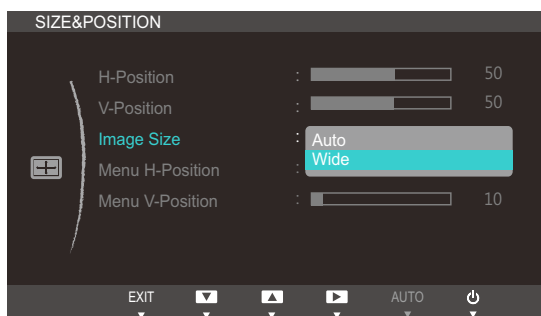 SIZE&POSITION
H-Position : 50
V-Position : 50
Image Size : Auto
Wide
Menu H-Position :
Menu V-Position : 10
EXIT AUTO